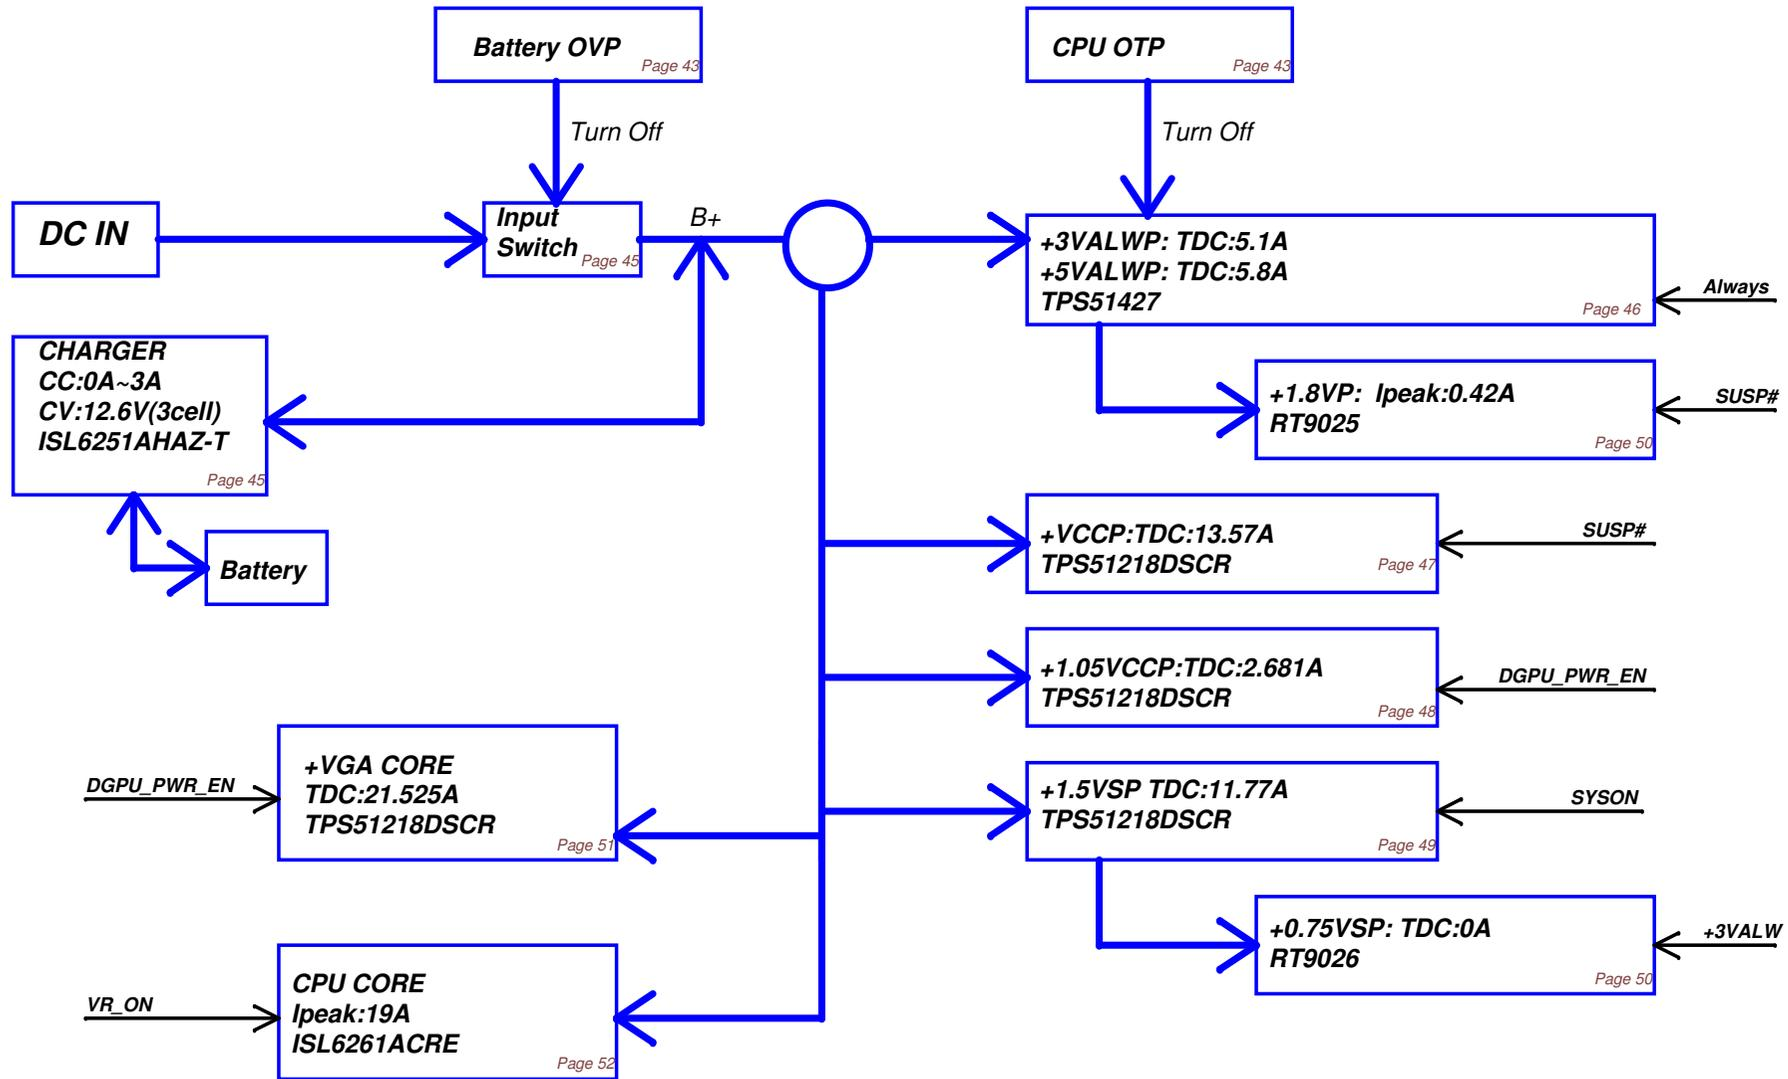 Battery OVP
Page 43
CPU OTP
Page 43
Turn Off
Turn Off
DC IN
Input
Switch
Page 45
B+
+3VALWP: TDC:5.1A
+5VALWP: TDC:5.8A
TPS51427
Page 46
Always
CHARGER
CC:0A~3A
CV:12.6V(3cell)
ISL6251AHAZ-T
Page 45
+1.8VP: Ipeak:0.42A
RT9025
Page 50
SUSP#
Battery
+VCCP:TDC:13.57A
TPS51218DSCR
Page 47
SUSP#
+1.05VCCP:TDC:2.681A
TPS51218DSCR
Page 48
DGPU_PWR_EN
DGPU_PWR_EN
+VGA CORE
TDC:21.525A
TPS51218DSCR
Page 51
+1.5VSP TDC:11.77A
TPS51218DSCR
Page 49
SYSON
+0.75VSP: TDC:0A
RT9026
Page 50
+3VALW
VR_ON
CPU CORE
Ipeak:19A
ISL6261ACRE
Page 52